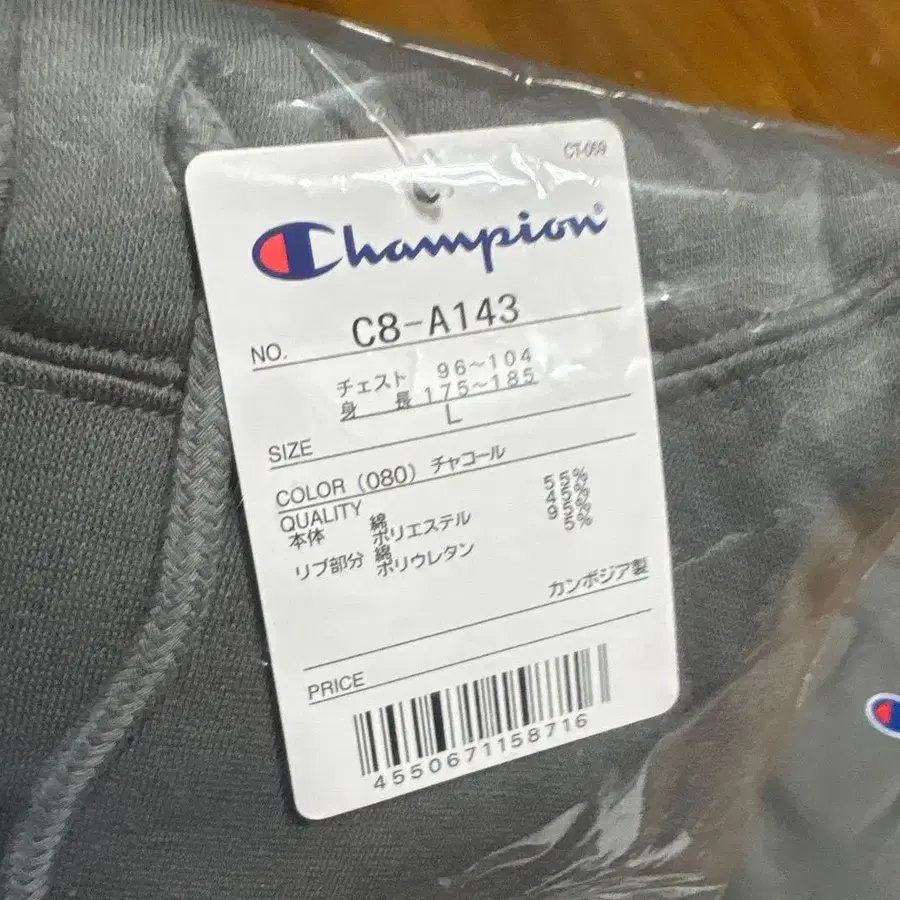 CT-069
Champion®
NO. C8-A143
チェスト 96~104
身 長 175~185
SIZE L
COLOR (080) チャコール
QUALITY
本体 綿 55%
ポリエステル 45%
リブ部分 綿 95%
ポリウレタン 5%
カンボジア製
PRICE
4550671158716